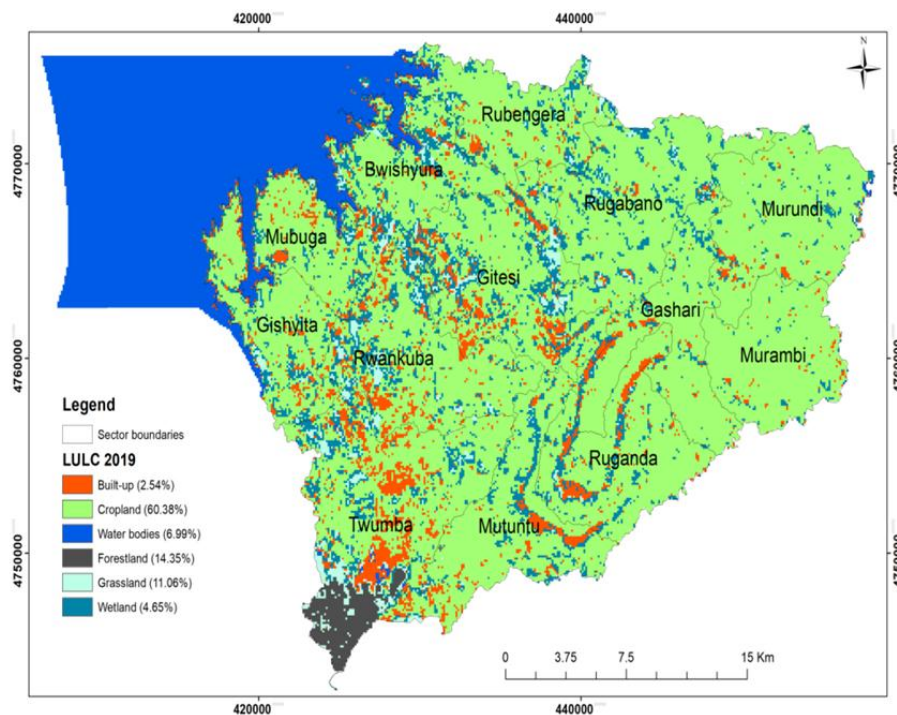 420000
440000
N
Rubengera
4770000
4770000
Bwishyura
Rugabano
Murundi
Mubuga
Gitesi
Gashari
Gishyita
Rwankuba
Murambi
4760000
4760000
Legend
Sector boundaries
LULC 2019
Built-up (2.54%)
Cropland (60.38%)
Water bodies (6.99%)
Forestland (14.35%)
Grassland (11.06%)
Wetland (4.65%)
Ruganda
Twumba
Mutuntu
4750000
4750000
0 3.75 7.5 15 Km
420000
440000